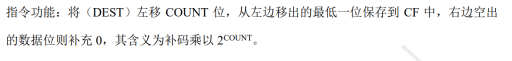 指令功能：将（DEST）左移 COUNT 位，从左边移出的最低一位保存到 CF 中，右边空出
的数据位则补充 0，其含义为补码乘以 2^COUNT。